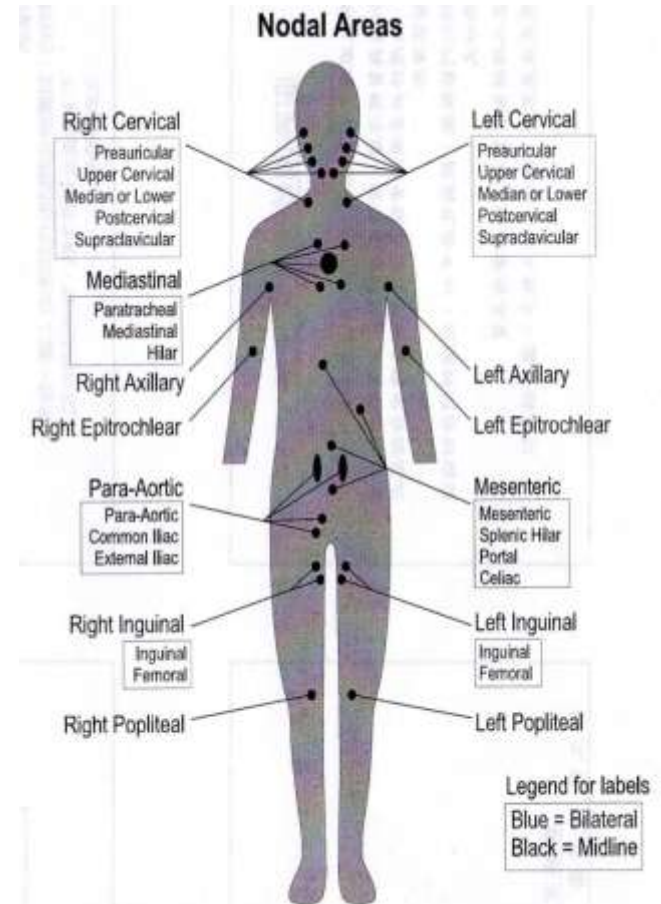 Nodal Areas
Right Cervical
Preauricular
Upper Cervical
Median or Lower
Postcervical
Supraclavicular
Left Cervical
Preauricular
Upper Cervical
Median or Lower
Postcervical
Supraclavicular
Mediastinal
Paratracheal
Mediastinal
Hilar
Right Axillary
Left Axillary
Right Epitrochlear
Left Epitrochlear
Para-Aortic
Para-Aortic
Common Iliac
External Iliac
Mesenteric
Mesenteric
Splenic Hilar
Portal
Celiac
Right Inguinal
Inguinal
Femoral
Left Inguinal
Inguinal
Femoral
Right Popliteal
Left Popliteal
Legend for labels
Blue = Bilateral
Black = Midline